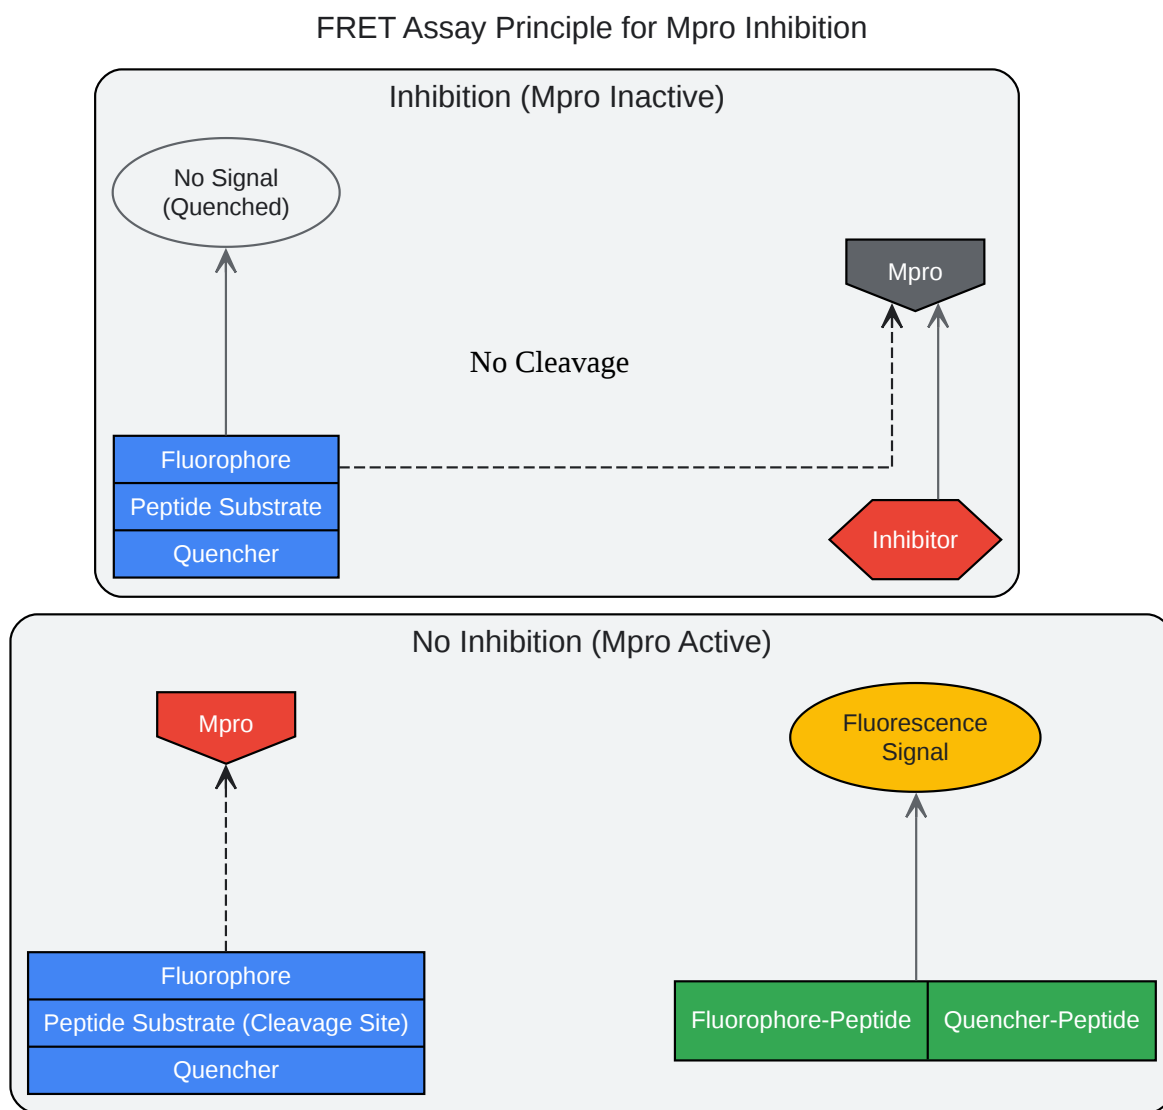 FRET Assay Principle for Mpro Inhibition
Inhibition (Mpro Inactive)
No Signal
(Quenched)
Mpro
No Cleavage
Fluorophore
Peptide Substrate
Quencher
Inhibitor
No Inhibition (Mpro Active)
Mpro
Fluorescence
Signal
Fluorophore
Peptide Substrate (Cleavage Site)
Quencher
Fluorophore-Peptide
Quencher-Peptide